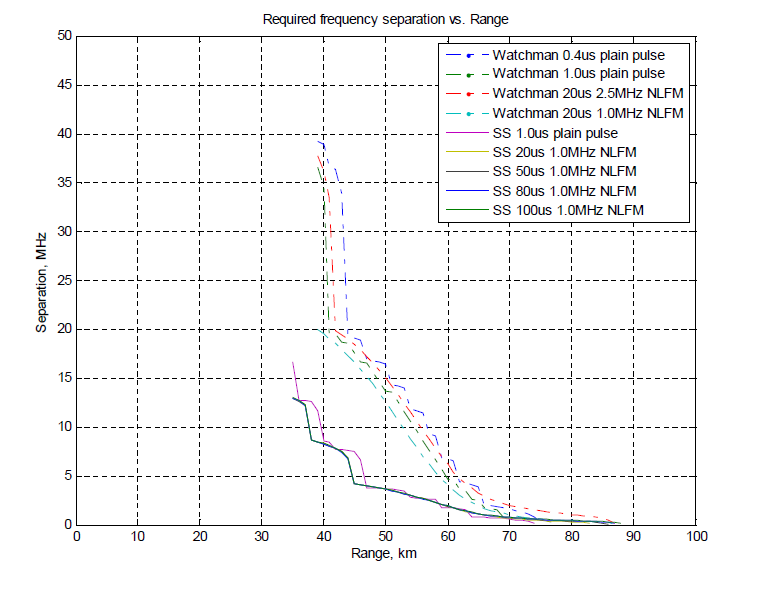 Required frequency separation vs. Range
50
45
40
35
30
25
20
15
10
5
0
Separation, MHz
Watchman 0.4us plain pulse
Watchman 1.0us plain pulse
Watchman 20us 2.5MHz NLFM
Watchman 20us 1.0MHz NLFM
SS 1.0us plain pulse
SS 20us 1.0MHz NLFM
SS 50us 1.0MHz NLFM
SS 80us 1.0MHz NLFM
SS 100us 1.0MHz NLFM
0 10 20 30 40 50 60 70 80 90 100
Range, km